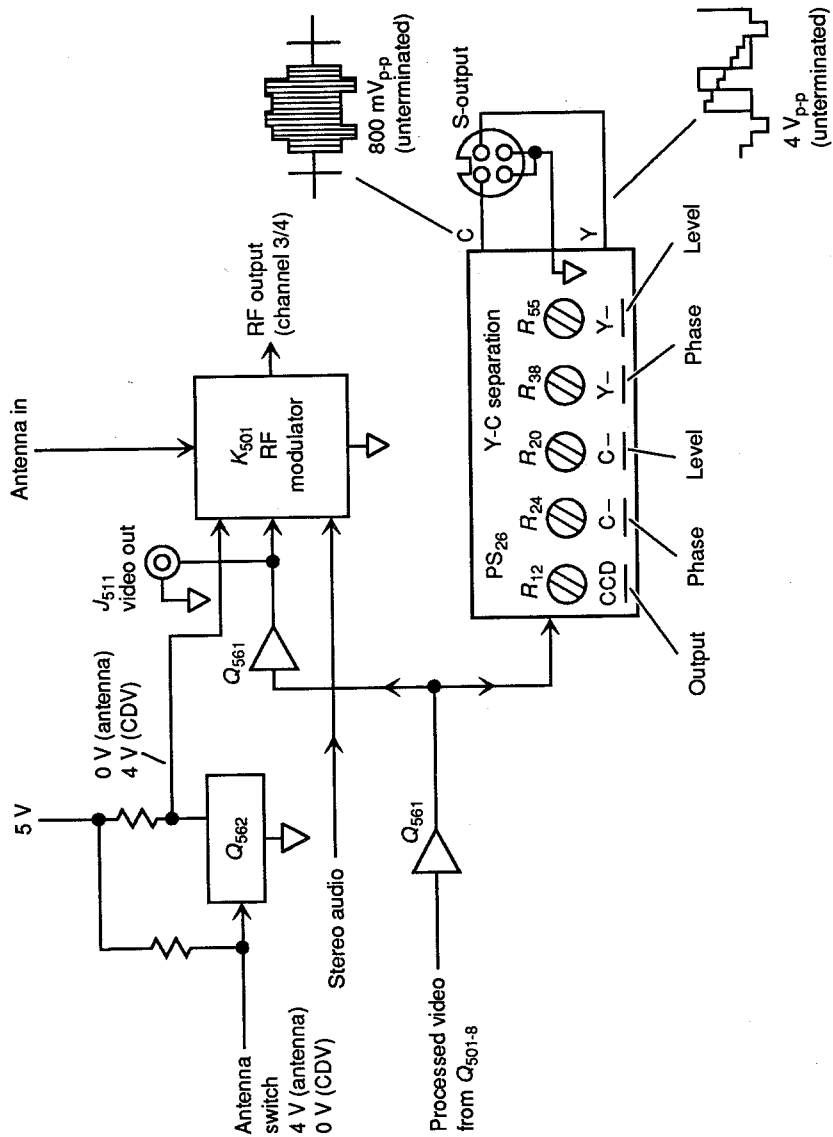 Antenna in
5 V
0 V (antenna)
4 V (CDV)
J511
video out
K501
RF
modulator
RF output
(channel 3/4)
800 mVp-p
(unterminated)
Q562
Q561
Antenna
switch
4 V (antenna)
0 V (CDV)
Stereo audio
Processed video
from Q501-8
Q561
PS26
Y-C separation
R12
R24
R20
R38
R55
CCD
C–
C–
Y–
Y–
Output
Phase
Level
Phase
Level
C
Y
S-output
4 Vp-p
(unterminated)